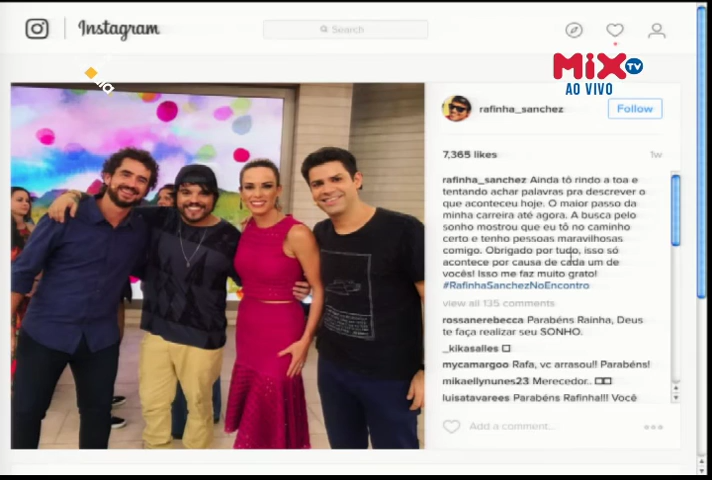 Instagram
Search
MiX TV
AO VIVO
rafinha_sanchez
Follow
7,365 likes
1w
rafinha_sanchez Ainda tô rindo a toa e
tentando achar palavras pra descrever o
que aconteceu hoje. O maior passo da
minha carreira até agora. A busca pelo
sonho mostrou que eu tô no caminho
certo e tenho pessoas maravilhosas
comigo. Obrigado por tudo, isso só
acontece por causa de cada um de
vocês! Isso me faz muito grato!
#RafinhaSanchezNoEncontro
view all 135 comments
rossanerebecca Parabéns Rainha, Deus
te faça realizar seu SONHO.
_kikasalles
mycamargoo Rafa, vc arrasou!! Parabéns!
mikaellynunes23 Merecedor..
luisatavarees Parabéns Rafinha!!! Você
Add a comment...